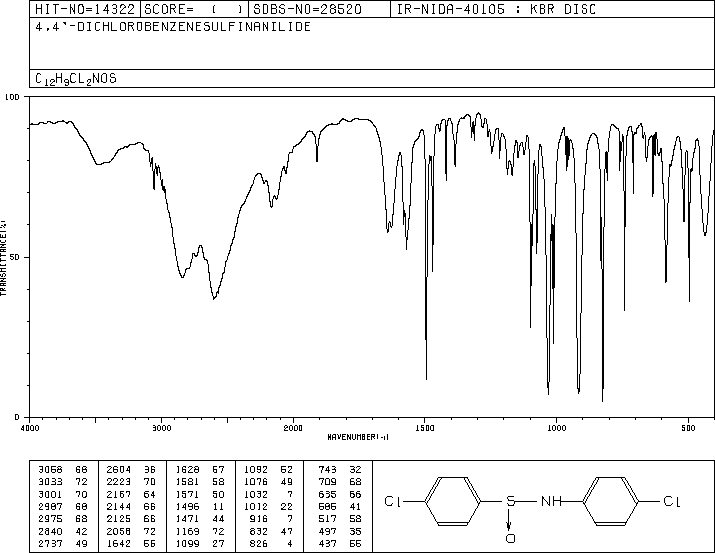 HIT-NO=14322 SCORE= ( ) SDBS-NO=28520 IR-NIDA-40105 : KBR DISC
4,4'-DICHLOROBENZENESULFINANILIDE
C12H9CL2NOS
100
50
0
TRANSMITTANCE(%)
4000 3000 2000 1500 1000 500
WAVENUMBER(-1)
3068 68 2604 36 1628 57 1092 52 743 32
3033 72 2223 70 1581 58 1076 49 709 68
3001 70 2167 64 1571 50 1032 7 635 66
2987 68 2144 66 1496 11 1012 22 585 41
2975 68 2125 66 1471 44 916 7 517 58
2840 42 2058 72 1169 72 832 47 497 35
2737 49 1642 55 1099 27 826 4 437 55
Cl S NH Cl
O